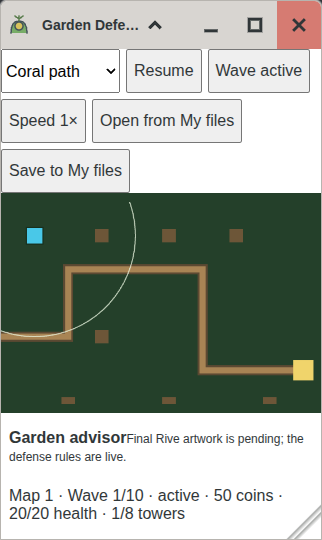 Garden Defe...
Coral path
Resume
Wave active
Speed 1×
Open from My files
Save to My files
Garden advisor Final Rive artwork is pending; the
defense rules are live.
Map 1 · Wave 1/10 · active · 50 coins ·
20/20 health · 1/8 towers